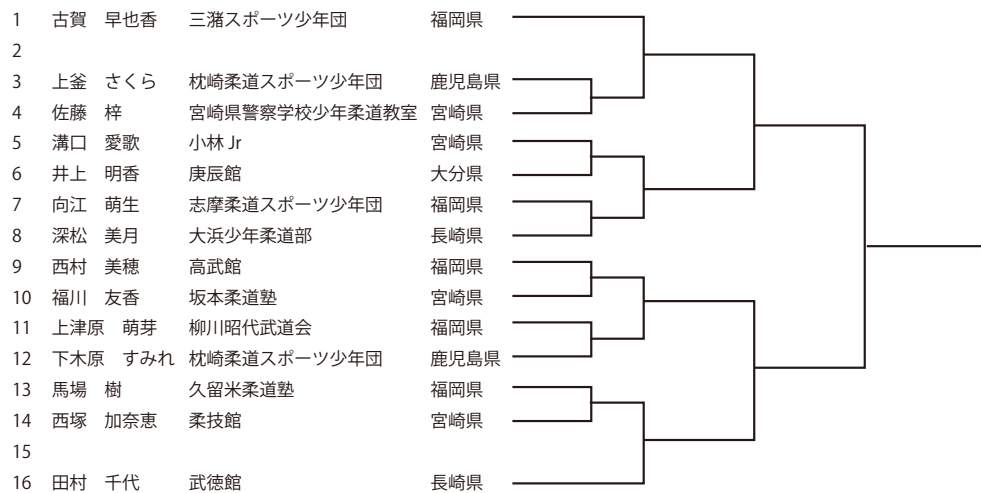 1 古賀　早也香 三潴スポーツ少年団 福岡県
2
3 上釜　さくら 枕崎柔道スポーツ少年団 鹿児島県
4 佐藤　梓 宮崎県警察学校少年柔道教室 宮崎県
5 溝口　愛歌 小林 Jr 宮崎県
6 井上　明香 庚辰館 大分県
7 向江　萌生 志摩柔道スポーツ少年団 福岡県
8 深松　美月 大浜少年柔道部 長崎県
9 西村　美穂 高武館 福岡県
10 福川　友香 坂本柔道塾 宮崎県
11 上津原　萌芽 柳川昭代武道会 福岡県
12 下木原　すみれ 枕崎柔道スポーツ少年団 鹿児島県
13 馬場　樹 久留米柔道塾 福岡県
14 西塚　加奈恵 柔技館 宮崎県
15
16 田村　千代 武徳館 長崎県